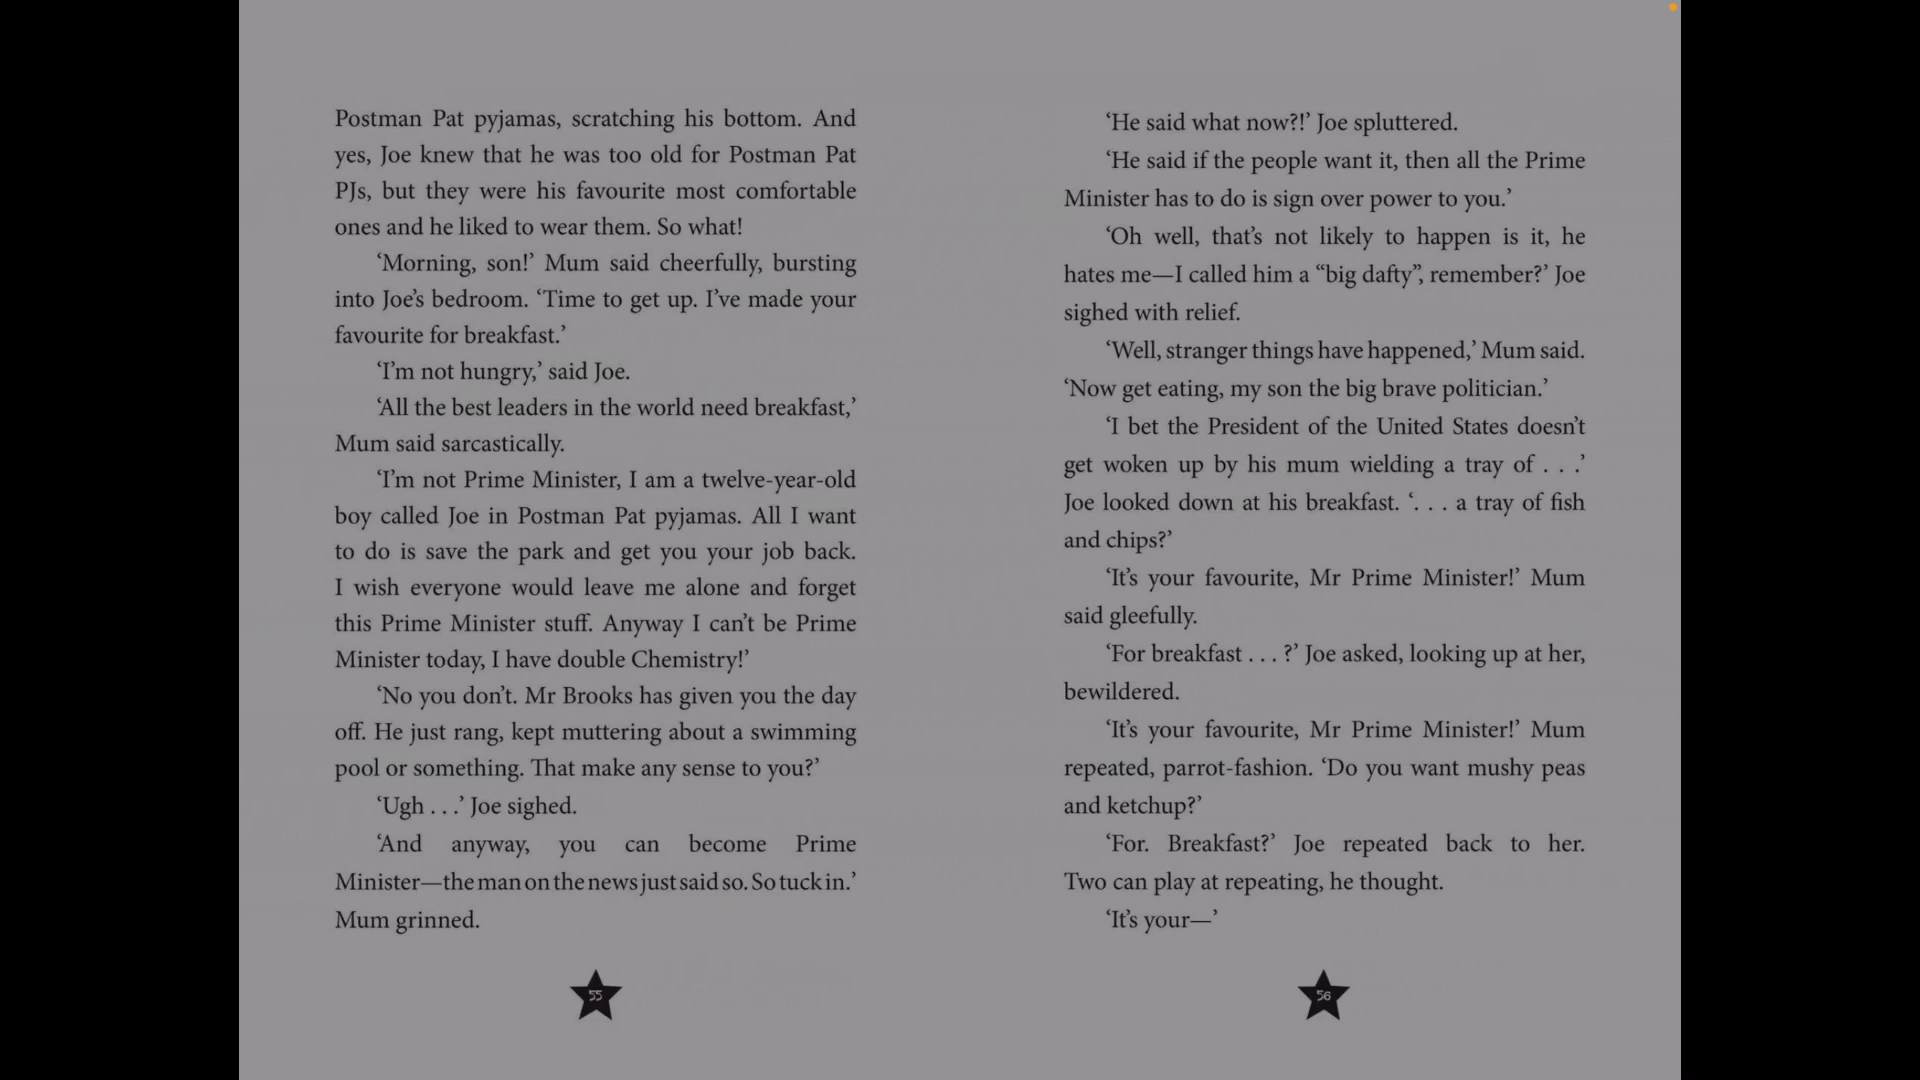 Postman Pat pyjamas, scratching his bottom. And
yes, Joe knew that he was too old for Postman Pat
PJs, but they were his favourite most comfortable
ones and he liked to wear them. So what!
‘Morning, son!’ Mum said cheerfully, bursting
into Joe’s bedroom. ‘Time to get up. I’ve made your
favourite for breakfast.’
‘I’m not hungry,’ said Joe.
‘All the best leaders in the world need breakfast,’
Mum said sarcastically.
‘I’m not Prime Minister, I am a twelve-year-old
boy called Joe in Postman Pat pyjamas. All I want
to do is save the park and get you your job back.
I wish everyone would leave me alone and forget
this Prime Minister stuff. Anyway I can’t be Prime
Minister today, I have double Chemistry!’
‘No you don’t. Mr Brooks has given you the day
off. He just rang, kept muttering about a swimming
pool or something. That make any sense to you?’
‘Ugh . . .’ Joe sighed.
‘And anyway, you can become Prime
Minister—the man on the news just said so. So tuck in.’
Mum grinned.
55
‘He said what now?!’ Joe spluttered.
‘He said if the people want it, then all the Prime
Minister has to do is sign over power to you.’
‘Oh well, that’s not likely to happen is it, he
hates me—I called him a “big dafty”, remember?’ Joe
sighed with relief.
‘Well, stranger things have happened,’ Mum said.
‘Now get eating, my son the big brave politician.’
‘I bet the President of the United States doesn’t
get woken up by his mum wielding a tray of . . .’
Joe looked down at his breakfast. ‘. . . a tray of fish
and chips?’
‘It’s your favourite, Mr Prime Minister!’ Mum
said gleefully.
‘For breakfast . . . ?’ Joe asked, looking up at her,
bewildered.
‘It’s your favourite, Mr Prime Minister!’ Mum
repeated, parrot-fashion. ‘Do you want mushy peas
and ketchup?’
‘For. Breakfast?’ Joe repeated back to her.
Two can play at repeating, he thought.
‘It’s your—’
56